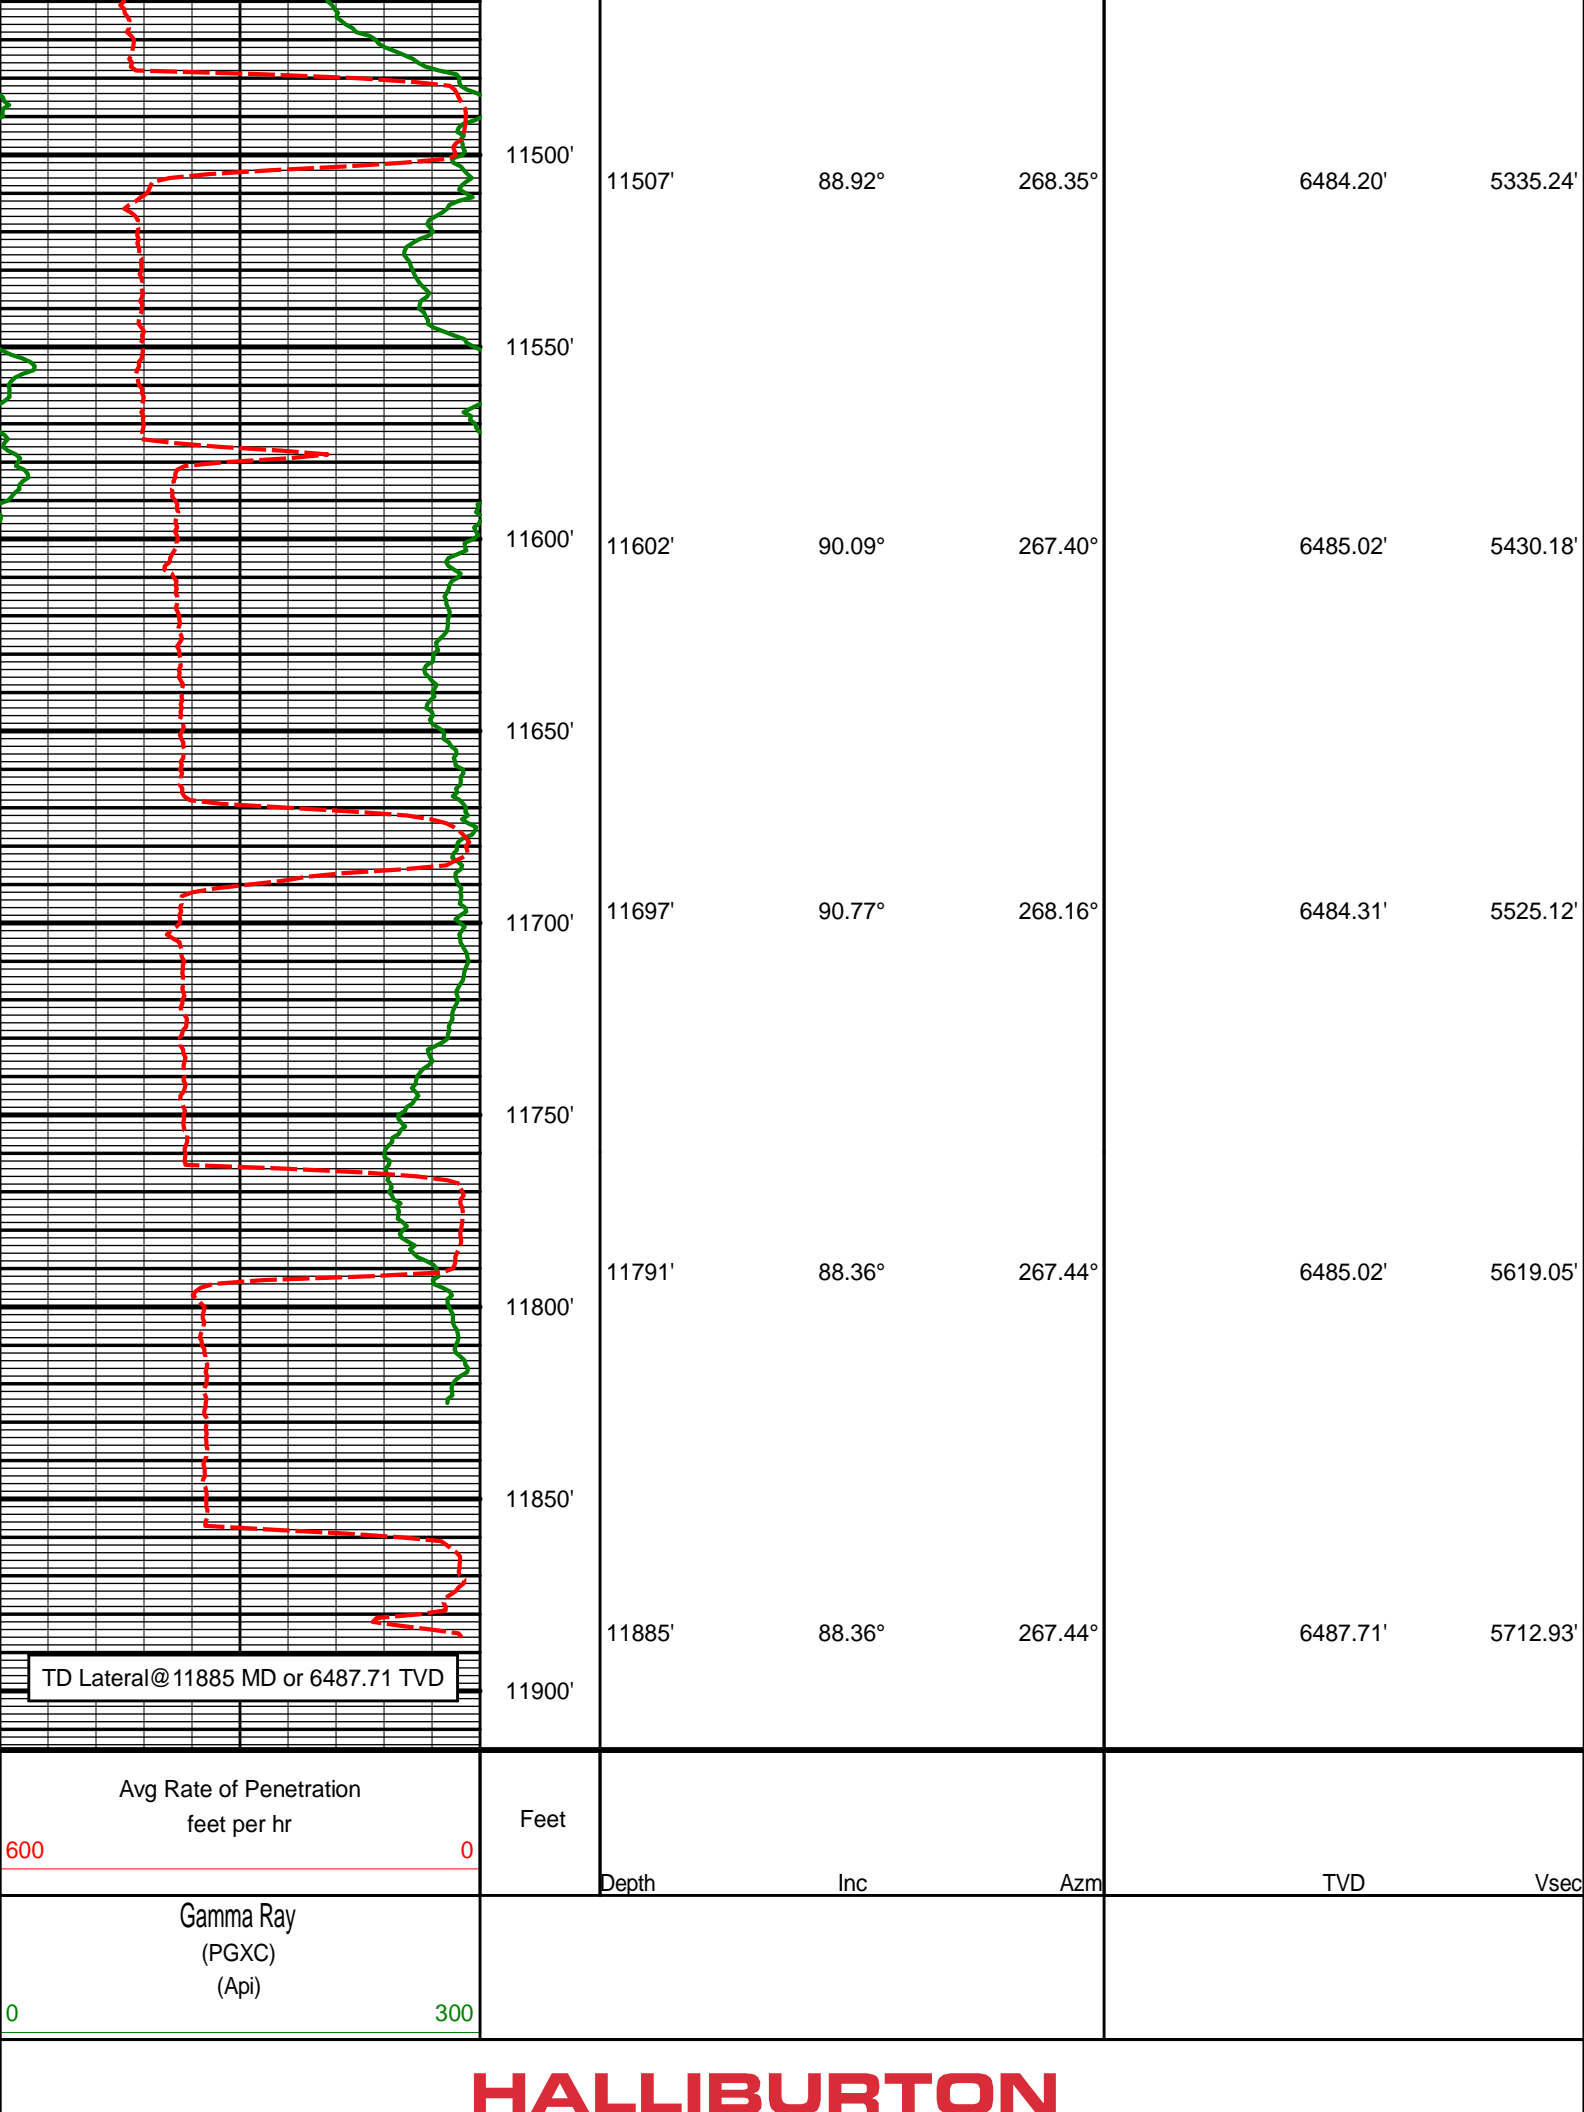 11500'
11507' 88.92° 268.35° 6484.20' 5335.24'
11550'
11600'
11602' 90.09° 267.40° 6485.02' 5430.18'
11650'
11697' 90.77° 268.16° 6484.31' 5525.12'
11700'
11750'
11791' 88.36° 267.44° 6485.02' 5619.05'
11800'
11850'
11885' 88.36° 267.44° 6487.71' 5712.93'
TD Lateral@11885 MD or 6487.71 TVD
11900'
Avg Rate of Penetration
feet per hr
600 0
Feet
Depth Inc Azm TVD Vsec
Gamma Ray
(PGXC)
(Api)
0 300
HALLIBURTON